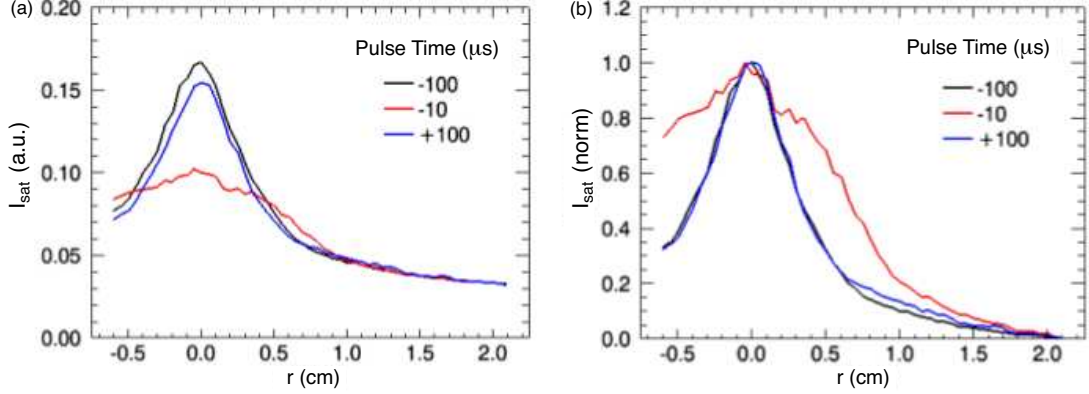 (a)
0.20
0.15
0.10
0.05
0.00
I_sat (a.u.)
Pulse Time (μs)
-100
-10
+100
-0.5 0.0 0.5 1.0 1.5 2.0
r (cm)
(b)
1.2
1.0
0.8
0.6
0.4
0.2
0.0
I_sat (norm)
Pulse Time (μs)
-100
-10
+100
-0.5 0.0 0.5 1.0 1.5 2.0
r (cm)